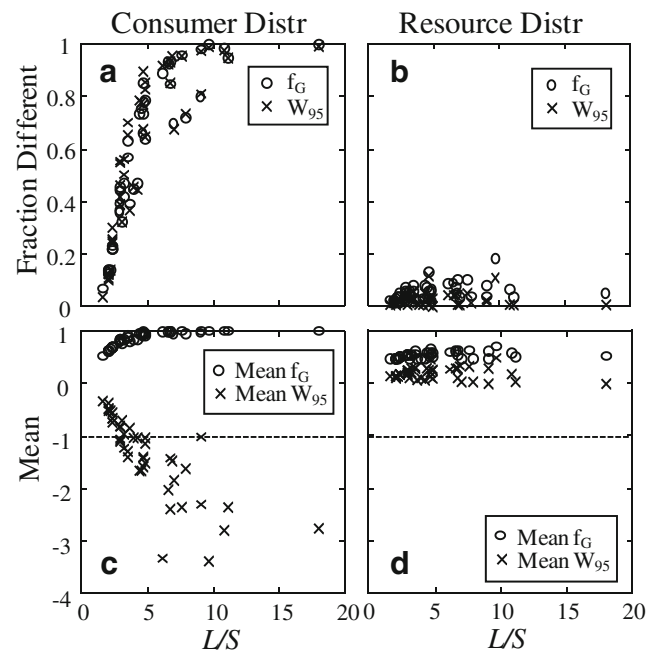 Consumer Distr
Resource Distr
Fraction Different
1
0.8
0.6
0.4
0.2
0
a
f_G
W_95
b
f_G
W_95
Mean
1
0
-1
-2
-3
-4
Mean f_G
Mean W_95
c
Mean f_G
Mean W_95
d
0
5
10
15
20
0
5
10
15
20
L/S
L/S